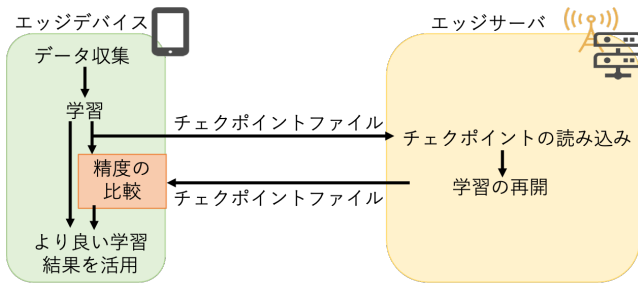 エッジデバイス
データ収集
学習
精度の
比較
より良い学習
結果を活用
チェクポイントファイル
チェクポイントファイル
エッジサーバ
チェクポイントの読み込み
学習の再開